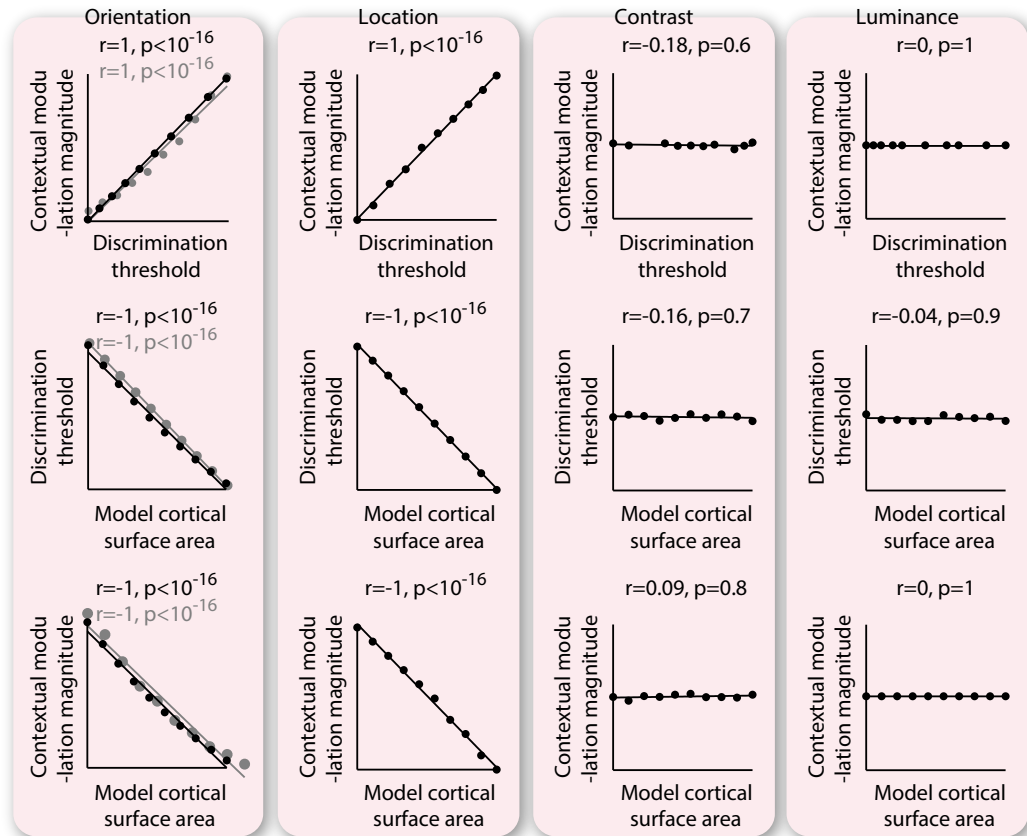 Orientation
r=1, p<10^-16
r=1, p<10^-16
Contextual modu
-lation magnitude
Discrimination
threshold
r=-1, p<10^-16
r=-1, p<10^-16
Discrimination
threshold
Model cortical
surface area
r=-1, p<10^-16
r=-1, p<10^-16
Contextual modu
-lation magnitude
Model cortical
surface area
Location
r=1, p<10^-16
Contextual modu
-lation magnitude
Discrimination
threshold
r=-1, p<10^-16
Discrimination
threshold
Model cortical
surface area
r=-1, p<10^-16
Contextual modu
-lation magnitude
Model cortical
surface area
Contrast
r=-0.18, p=0.6
Contextual modu
-lation magnitude
Discrimination
threshold
r=-0.16, p=0.7
Discrimination
threshold
Model cortical
surface area
r=0.09, p=0.8
Contextual modu
-lation magnitude
Model cortical
surface area
Luminance
r=0, p=1
Contextual modu
-lation magnitude
Discrimination
threshold
r=-0.04, p=0.9
Discrimination
threshold
Model cortical
surface area
r=0, p=1
Contextual modu
-lation magnitude
Model cortical
surface area